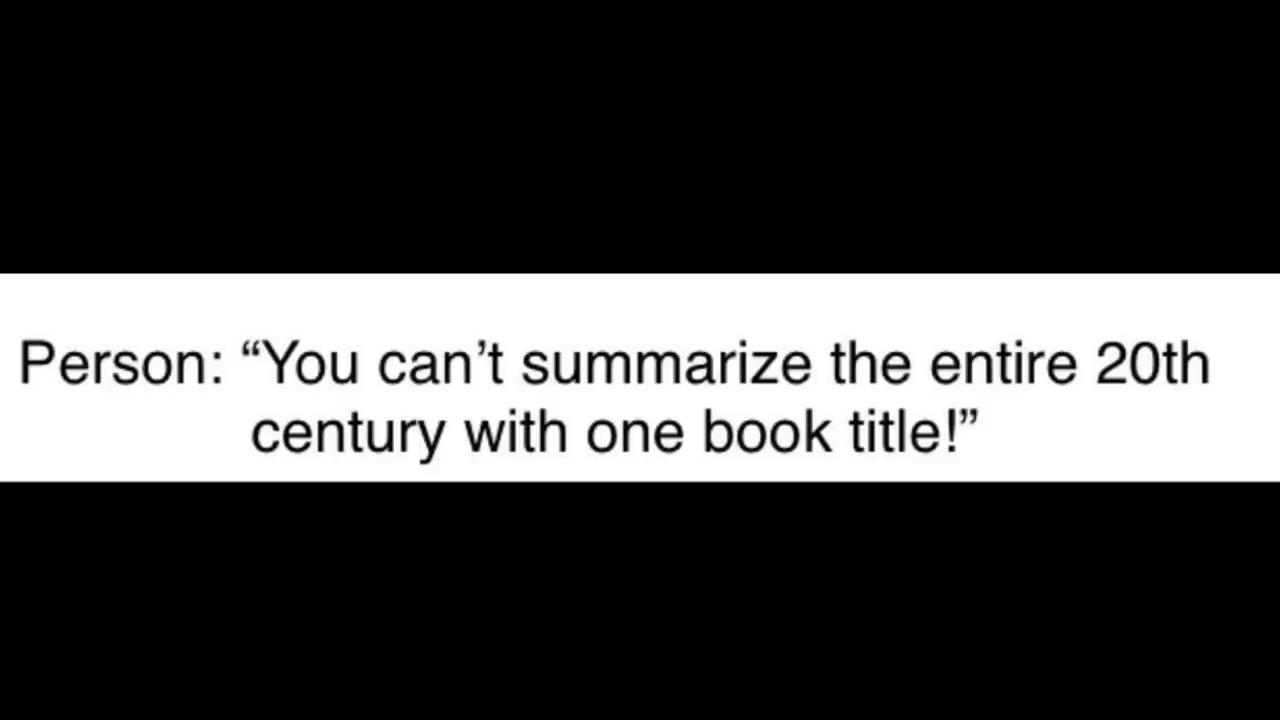 Person: “You can’t summarize the entire 20th
century with one book title!”